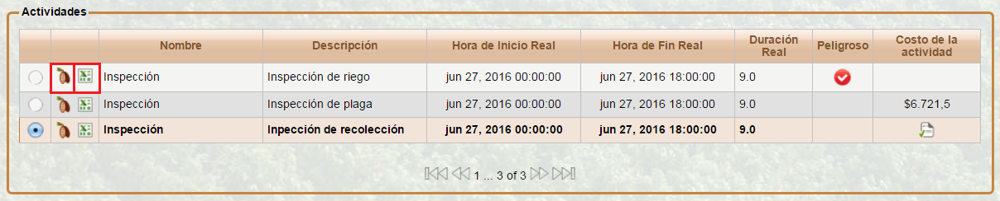 Actividades
Nombre Descripción Hora de Inicio Real Hora de Fin Real Duración Real Peligroso Costo de la actividad
Inspección Inspección de riego jun 27, 2016 00:00:00 jun 27, 2016 18:00:00 9.0
Inspección Inspección de plaga jun 27, 2016 00:00:00 jun 27, 2016 18:00:00 9.0 $6.721,5
Inspección Inpección de recolección jun 27, 2016 00:00:00 jun 27, 2016 18:00:00 9.0
1 ... 3 of 3